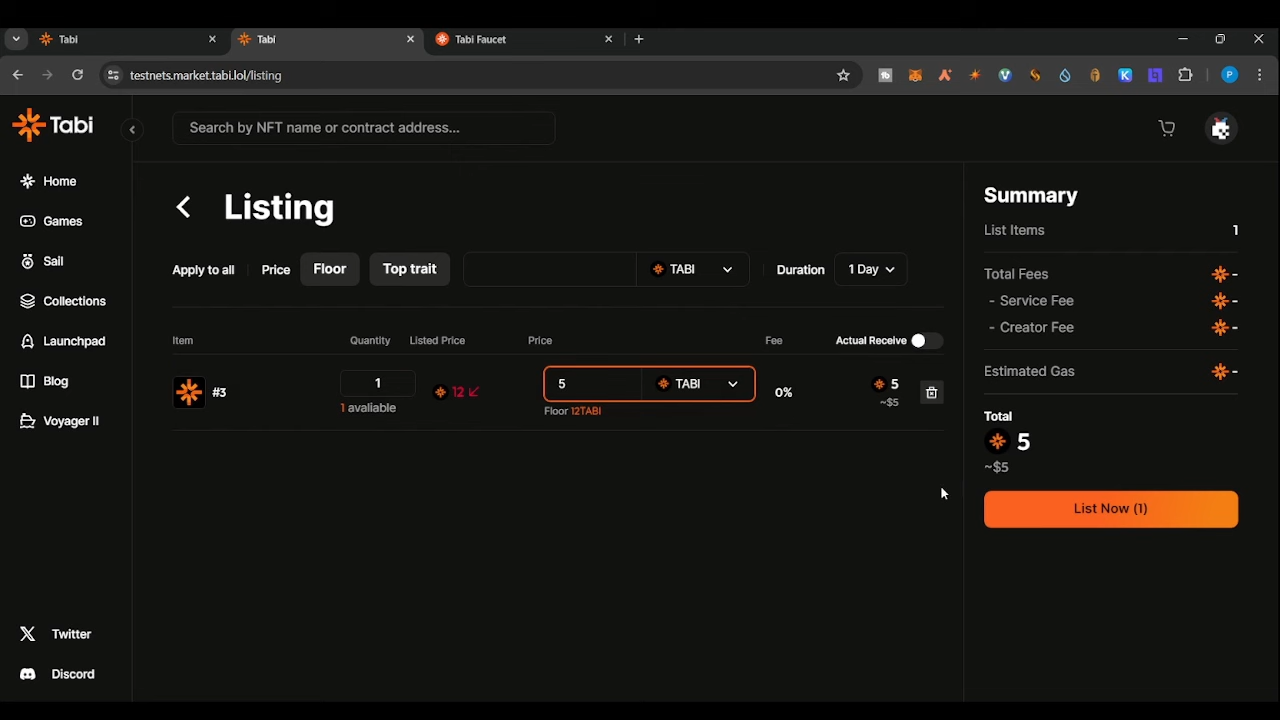 Tabi
Tabi
Tabi Faucet
testnets.market.tabi.lol/listing
P
Tabi
Search by NFT name or contract address...
Home
Games
Sail
Collections
Launchpad
Blog
Voyager II
Twitter
Discord
Listing
Apply to all
Price
Floor
Top trait
TABI
Duration
1 Day
Item
Quantity
Listed Price
Price
Fee
Actual Receive
#3
1
1 avaliable
12
5
TABI
Floor 12TABI
0%
5
~$5
Summary
List Items 1
Total Fees -
- Service Fee -
- Creator Fee -
Estimated Gas -
Total
5
~$5
List Now (1)